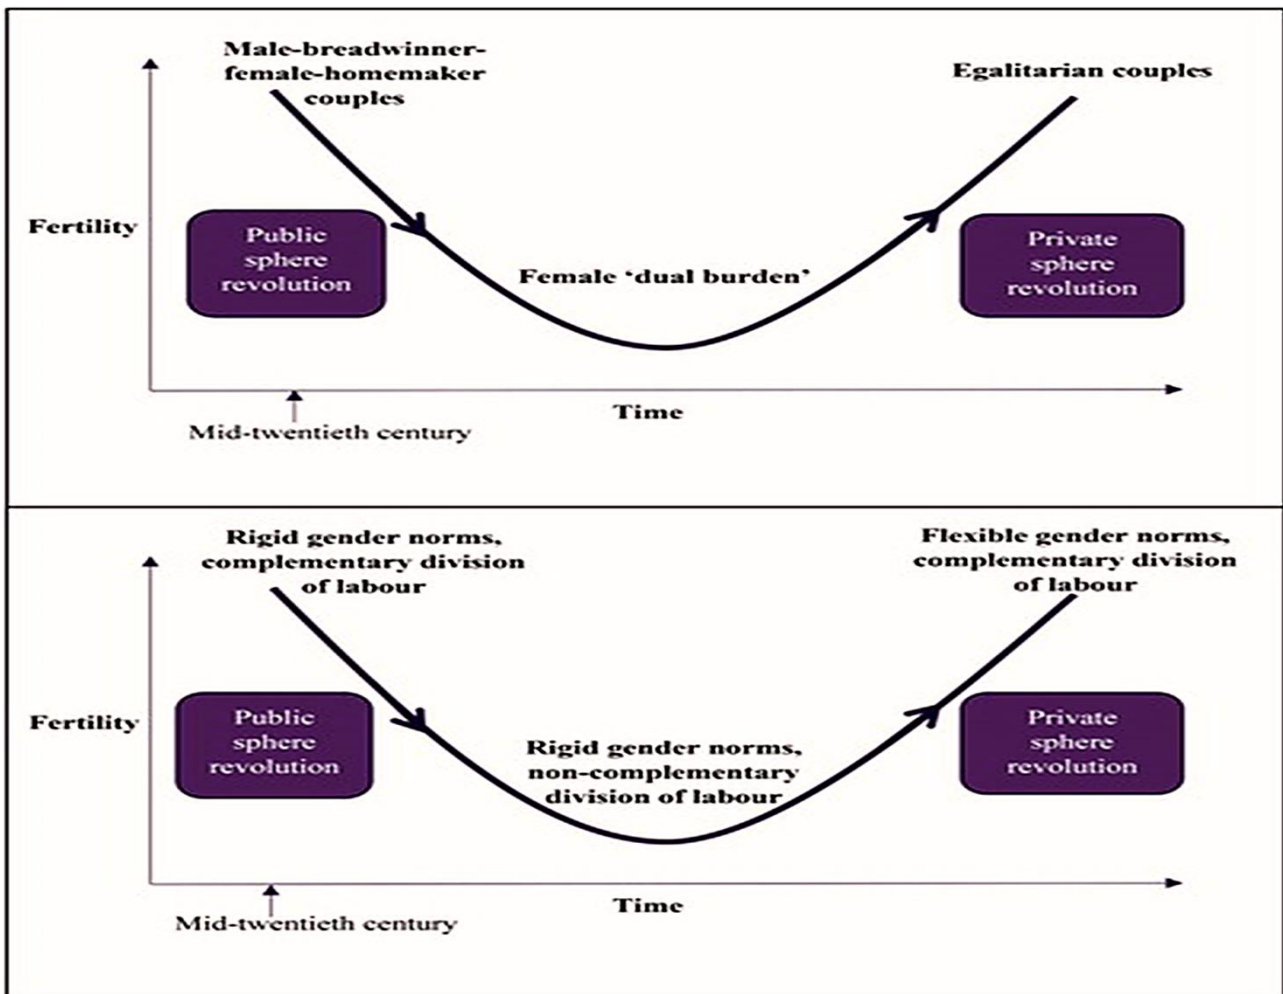 Male-breadwinner-
female-homemaker
couples
Egalitarian couples
Fertility
Public
sphere
revolution
Female ‘dual burden’
Private
sphere
revolution
Time
Mid-twentieth century
Rigid gender norms,
complementary division
of labour
Flexible gender norms,
complementary division
of labour
Fertility
Public
sphere
revolution
Rigid gender norms,
non-complementary
division of labour
Private
sphere
revolution
Time
Mid-twentieth century